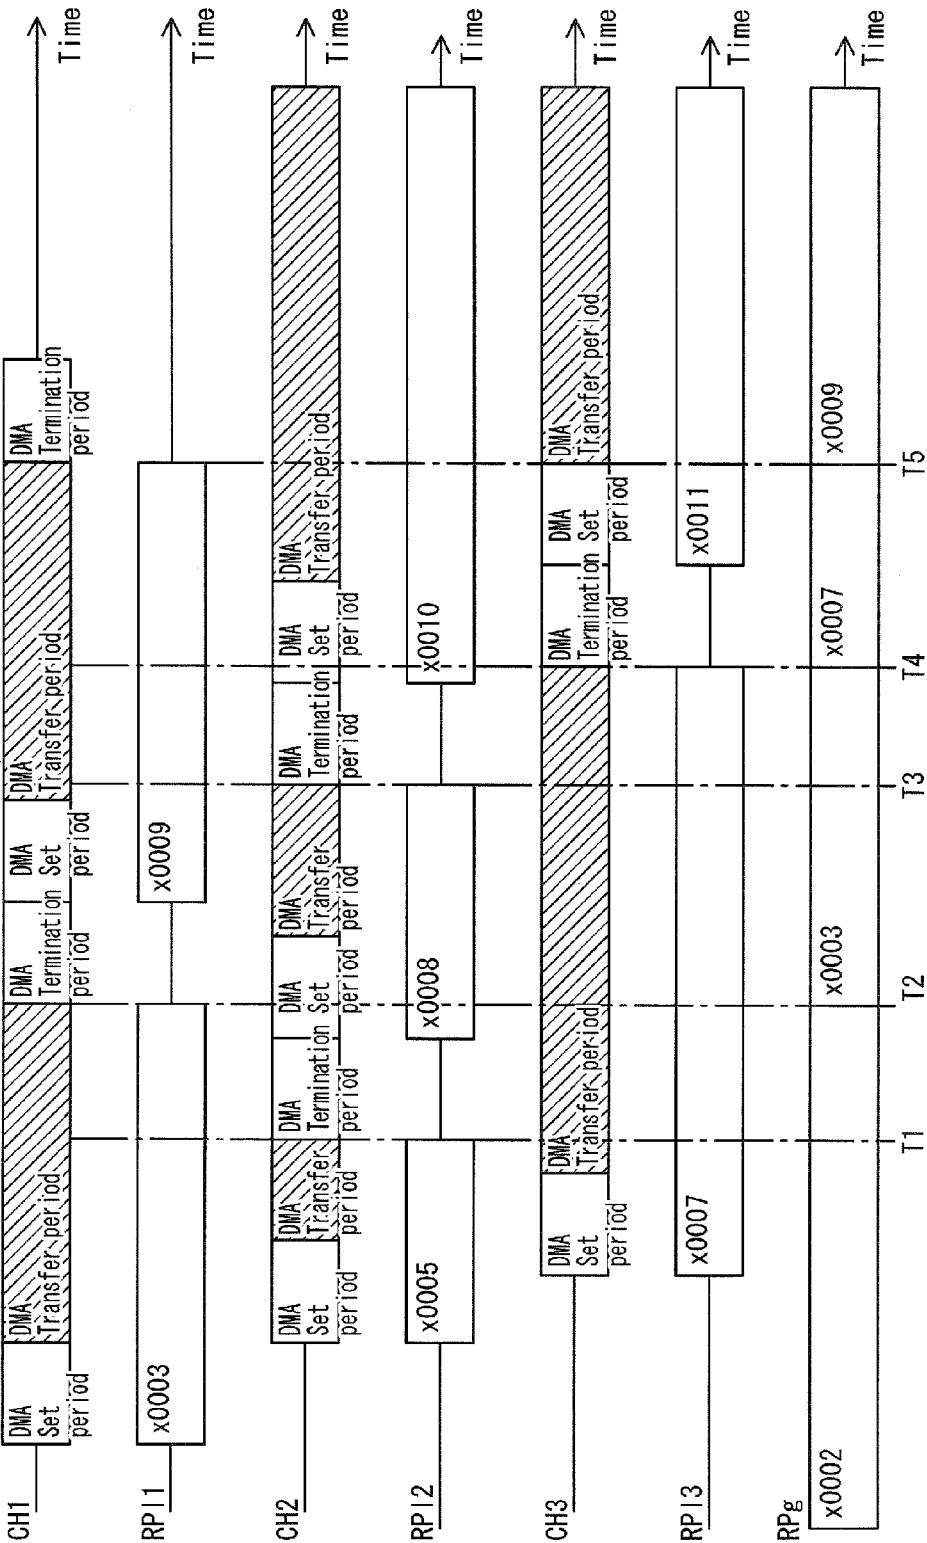 CH1
DMA
Set
period
DMA
Transfer period
DMA
Termination
period
DMA
Set
period
DMA
Transfer period
DMA
Termination
period
Time
RPl1
x0003
x0009
Time
CH2
DMA
Set
period
DMA
Transfer
period
DMA
Termination
period
DMA
Set
period
DMA
Transfer
period
DMA
Termination
period
DMA
Set
period
DMA
Transfer period
Time
RPl2
x0005
x0008
x0010
Time
CH3
DMA
Set
period
DMA
Transfer period
DMA
Termination
period
DMA
Set
period
DMA
Transfer period
Time
RPl3
x0007
x0011
Time
RPg
x0002
x0003
x0007
x0009
Time
T1
T2
T3
T4
T5